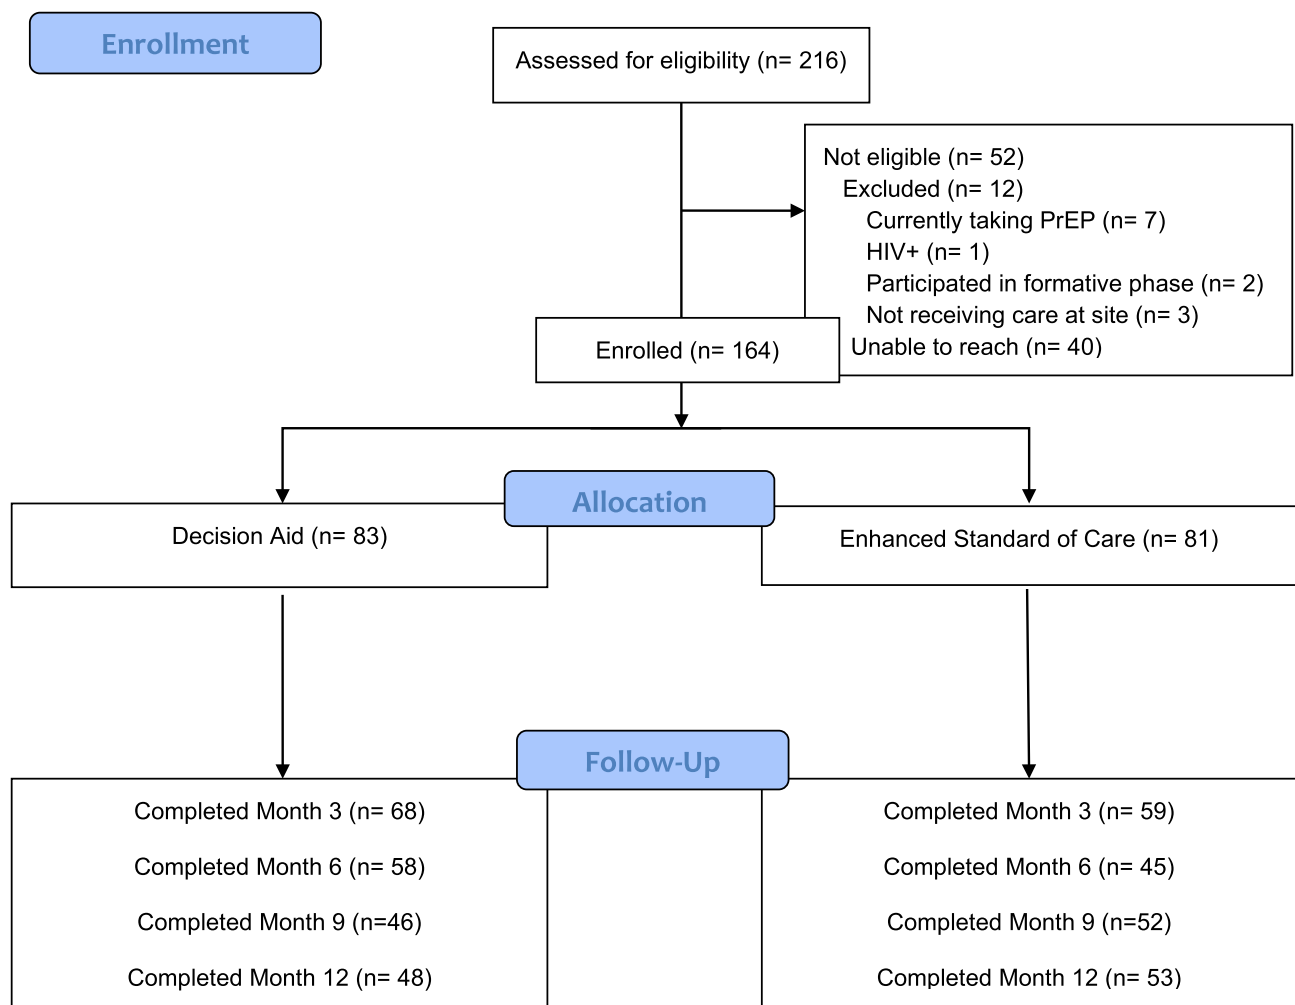 Enrollment
Assessed for eligibility (n= 216)
Not eligible (n= 52)
Excluded (n= 12)
Currently taking PrEP (n= 7)
HIV+ (n= 1)
Participated in formative phase (n= 2)
Not receiving care at site (n= 3)
Unable to reach (n= 40)
Enrolled (n= 164)
Allocation
Decision Aid (n= 83)
Enhanced Standard of Care (n= 81)
Follow-Up
Completed Month 3 (n= 68)
Completed Month 6 (n= 58)
Completed Month 9 (n=46)
Completed Month 12 (n= 48)
Completed Month 3 (n= 59)
Completed Month 6 (n= 45)
Completed Month 9 (n=52)
Completed Month 12 (n= 53)